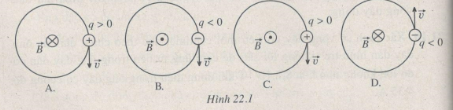 q > 0
B
+
v
A.
q < 0
B
−
v
B.
q > 0
B
+
v
C.
v
B
−
q < 0
D.
Hình 22.1